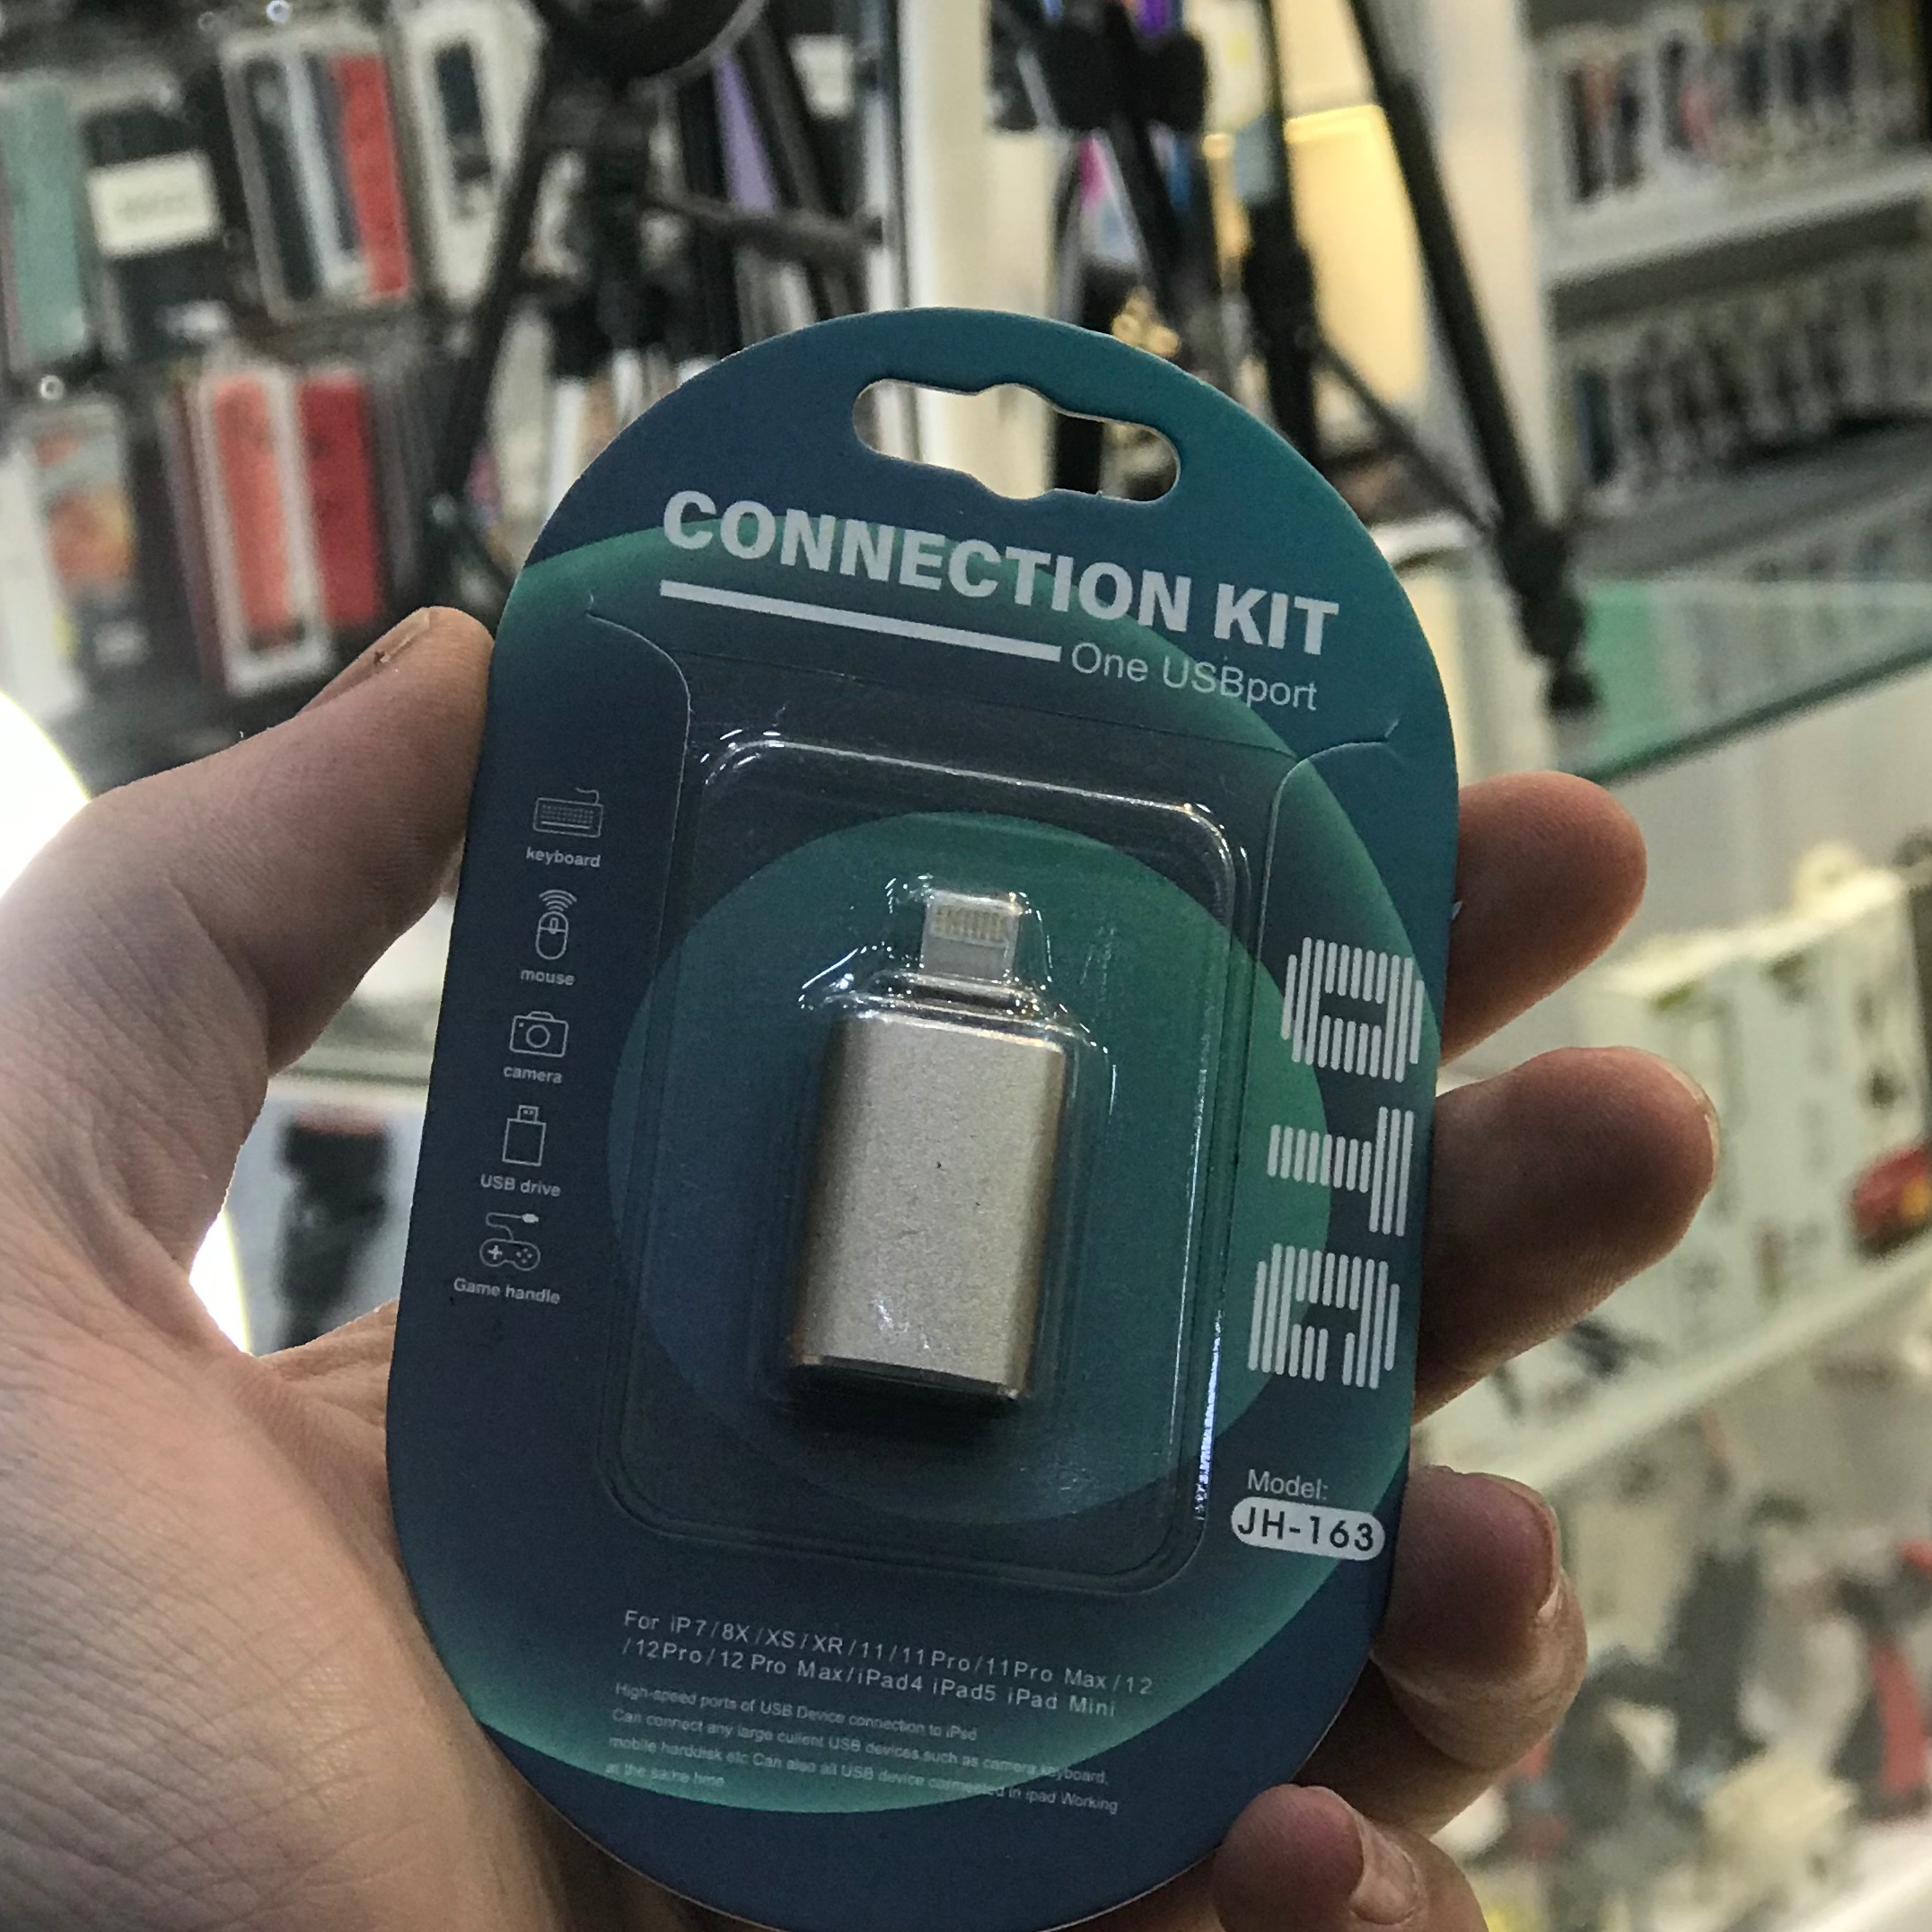 CONNECTION KIT
One USBport
keyboard
mouse
camera
USB drive
Game handle
OTG
Model:
JH-163
For iP7/8X/XS/XR/11/11Pro/11Pro Max/12
/12Pro/12 Pro Max/iPad4 iPad5 iPad Mini
High-speed ports of USB Device connection to iPad
Can connect any large cullent USB devices such as camera keyboard,
mobile harddisk etc Can also all USB device connected in ipad Working
at the same